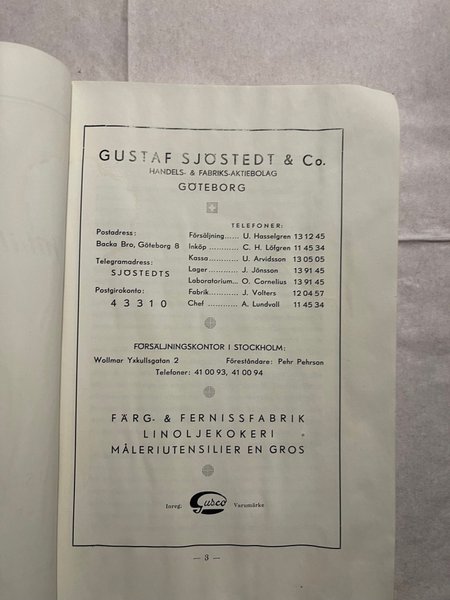 GUSTAF SJÖSTEDT & Co.
HANDELS- & FABRIKS-AKTIEBOLAG
GÖTEBORG
Postadress:
Backa Bro, Göteborg 8
Telegramadress:
SJÖSTEDTS
Postgirokonto:
43310
TELEFONER:
Försäljning...... U. Hasselgren 13 12 45
Inköp ............ C. H. Löfgren 11 45 34
Kassa ............ U. Arvidsson 13 05 05
Lager ............ J. Jönsson 13 91 45
Laboratorium... O. Cornelius 13 91 45
Fabrik............ J. Volters 12 04 57
Chef ............ A. Lundvoll 11 45 34
FÖRSÄLJNINGSKONTOR I STOCKHOLM:
Wollmar Yxkullsgatan 2 Föreståndare: Pehr Pehrson
Telefoner: 41 00 93, 41 00 94
FÄRG- & FERNISSFABRIK
LINOLJEKOKERI
MÅLERIUTENSILIER EN GROS
Inreg. Gusco Varumärke
— 3 —